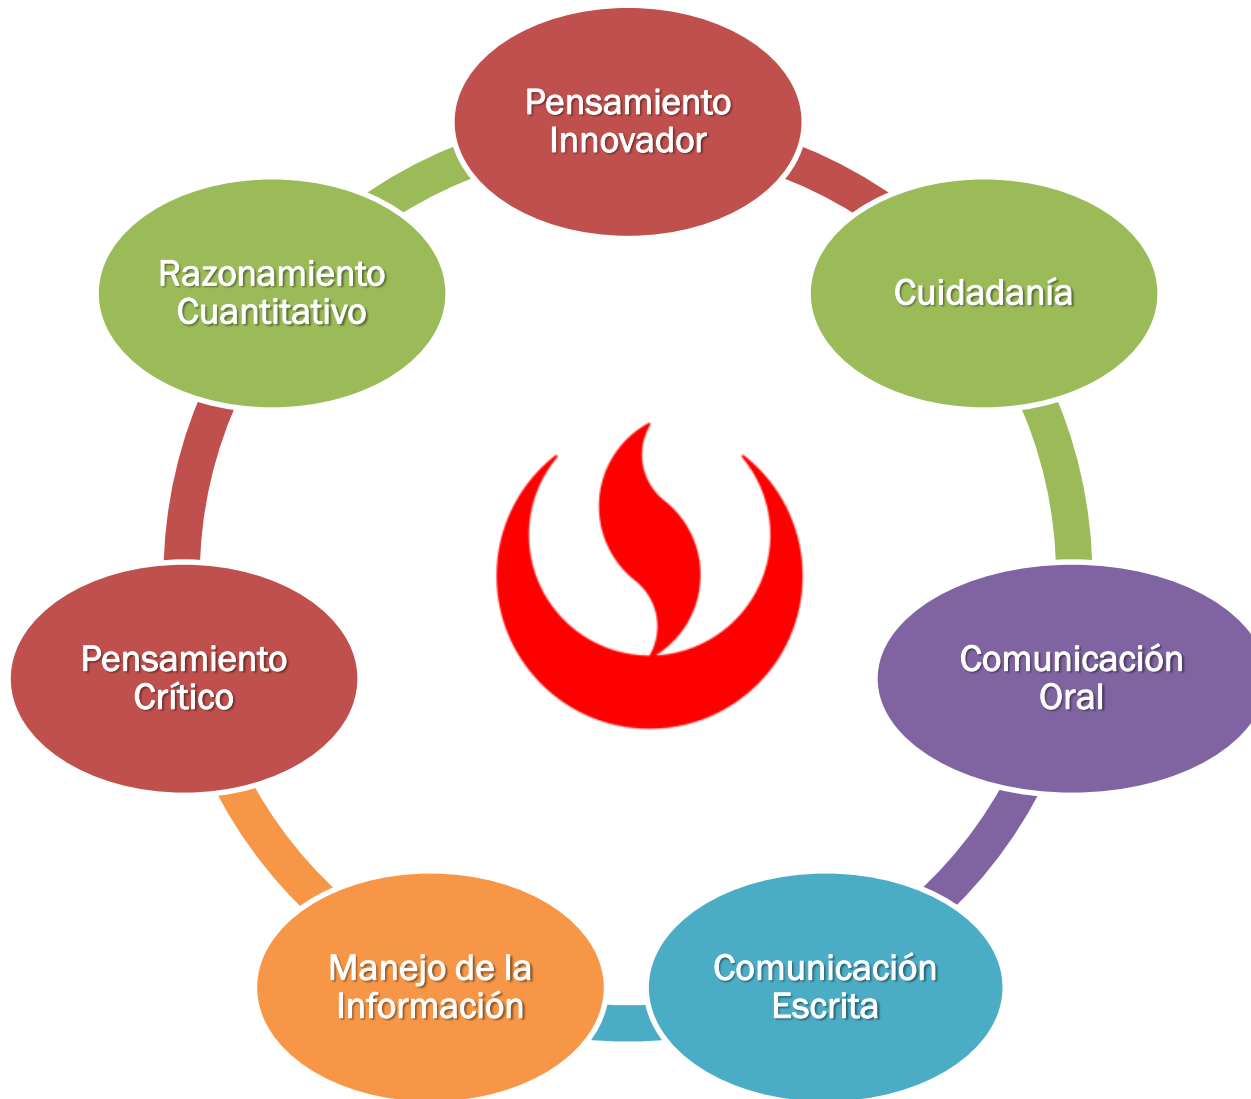 Pensamiento
Innovador
Cuidadanía
Comunicación
Oral
Comunicación
Escrita
Manejo de la
Información
Pensamiento
Crítico
Razonamiento
Cuantitativo